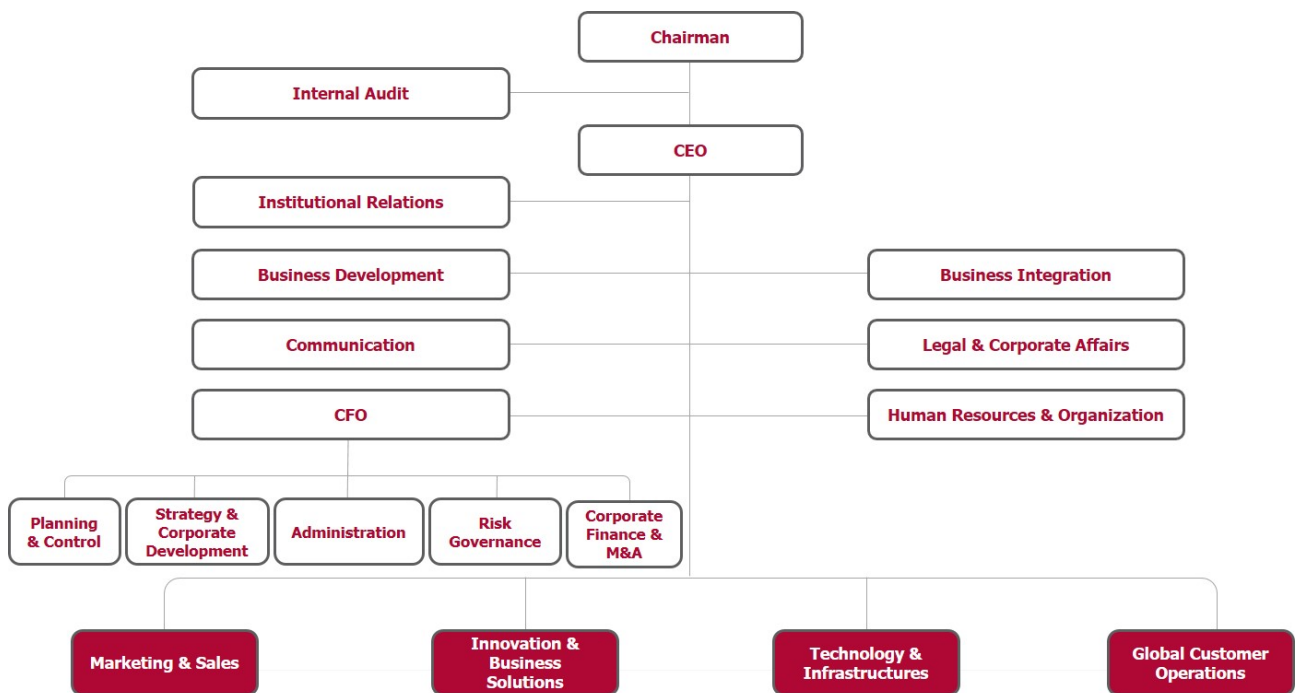 Chairman
Internal Audit
CEO
Institutional Relations
Business Development
Business Integration
Communication
Legal & Corporate Affairs
CFO
Human Resources & Organization
Planning
& Control
Strategy &
Corporate
Development
Administration
Risk
Governance
Corporate
Finance &
M&A
Marketing & Sales
Innovation &
Business
Solutions
Technology &
Infrastructures
Global Customer
Operations